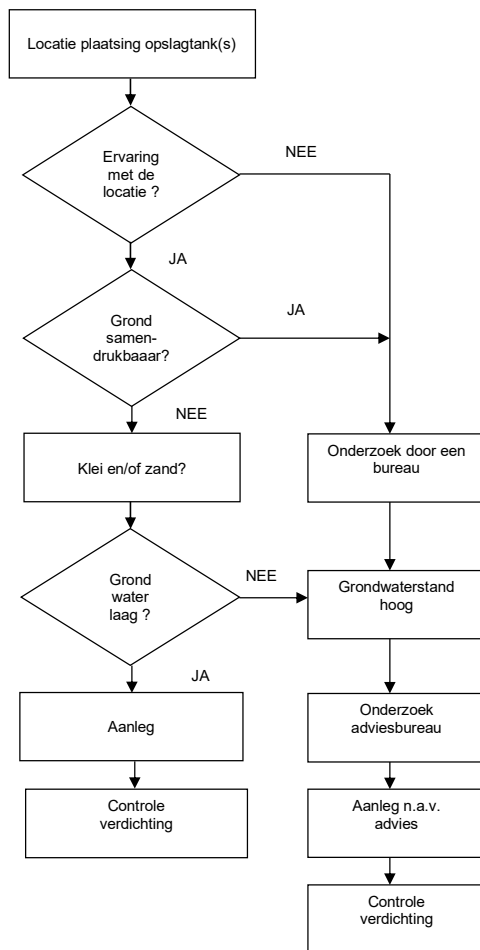 Locatie plaatsing opslagtank(s)
Ervaring
met de
locatie ?
NEE
JA
Grond
samen-
drukbaaar?
JA
NEE
Klei en/of zand?
Onderzoek door een
bureau
Grond
water
laag ?
NEE
Grondwaterstand
hoog
JA
Aanleg
Onderzoek
adviesbureau
Controle
verdichting
Aanleg n.a.v.
advies
Controle
verdichting